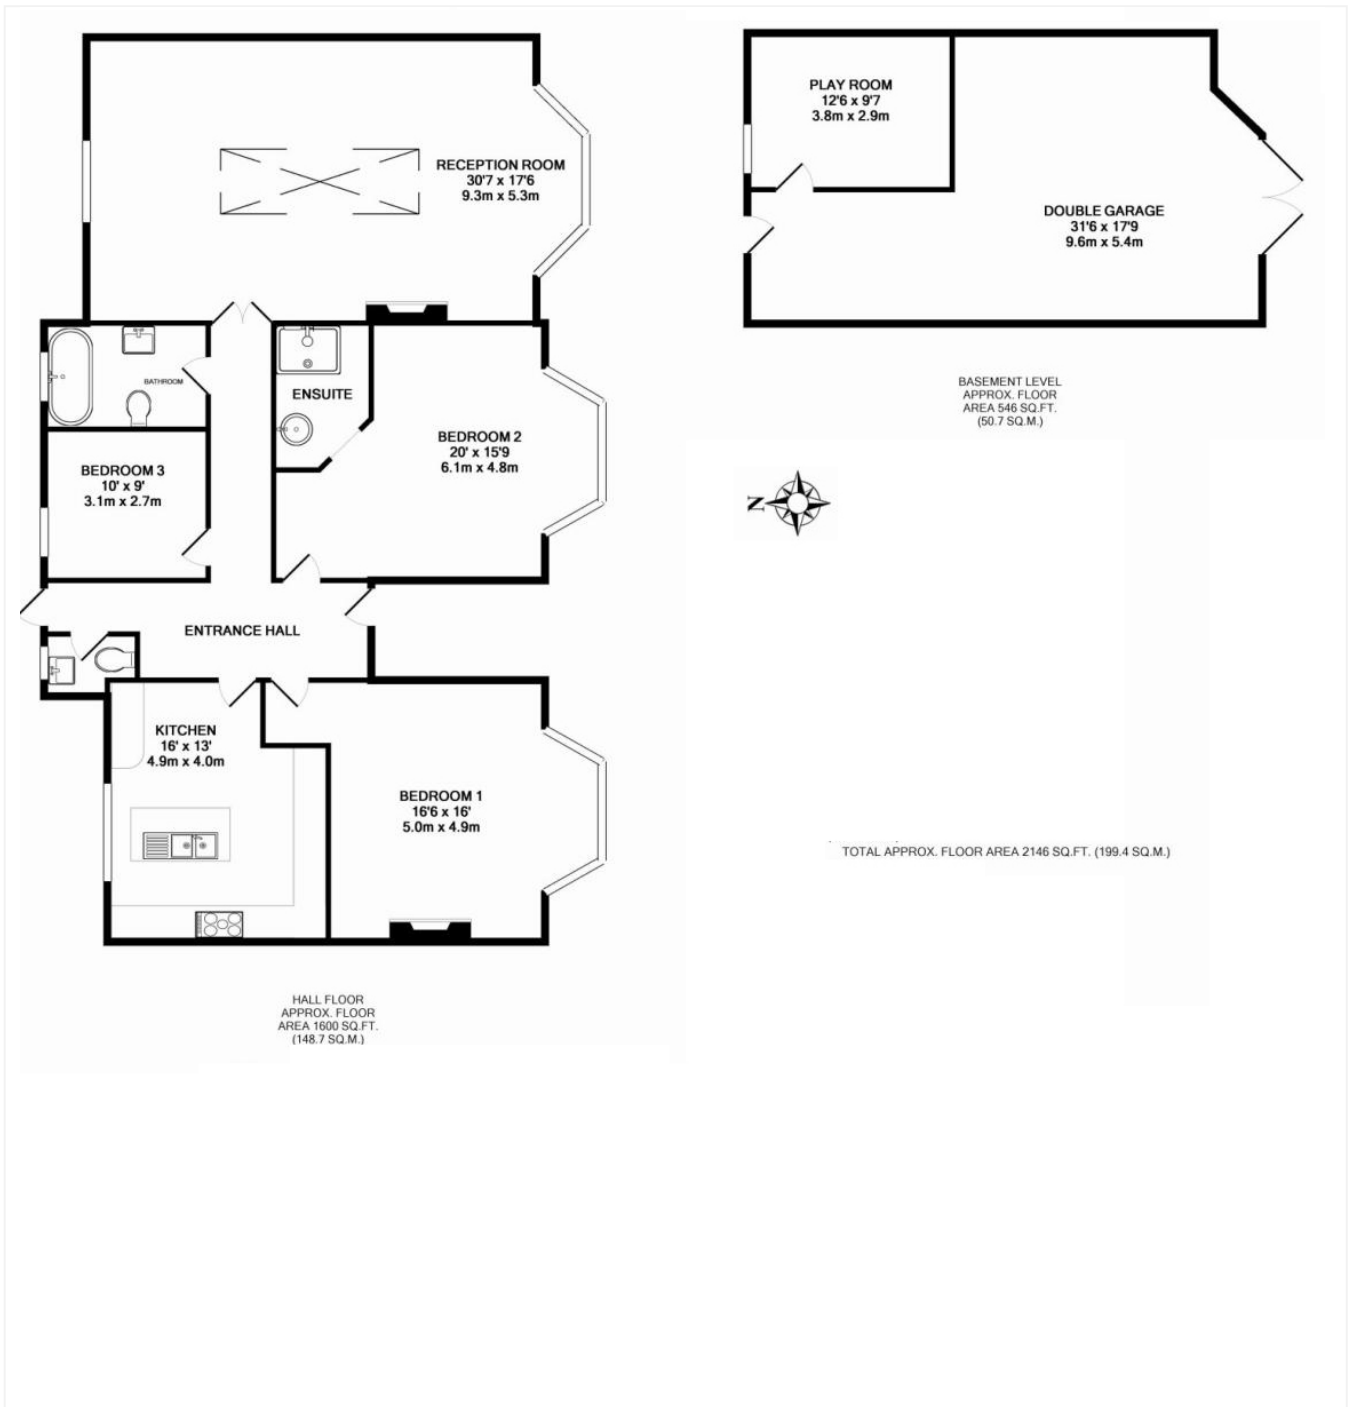 RECEPTION ROOM
30'7 x 17'6
9.3m x 5.3m
BATHROOM
ENSUITE
BEDROOM 2
20' x 15'9
6.1m x 4.8m
BEDROOM 3
10' x 9'
3.1m x 2.7m
ENTRANCE HALL
KITCHEN
16' x 13'
4.9m x 4.0m
BEDROOM 1
16'6 x 16'
5.0m x 4.9m
HALL FLOOR
APPROX. FLOOR
AREA 1600 SQ.FT.
(148.7 SQ.M.)
PLAY ROOM
12'6 x 9'7
3.8m x 2.9m
DOUBLE GARAGE
31'6 x 17'9
9.6m x 5.4m
BASEMENT LEVEL
APPROX. FLOOR
AREA 546 SQ.FT.
(50.7 SQ.M.)
N
TOTAL APPROX. FLOOR AREA 2146 SQ.FT. (199.4 SQ.M.)